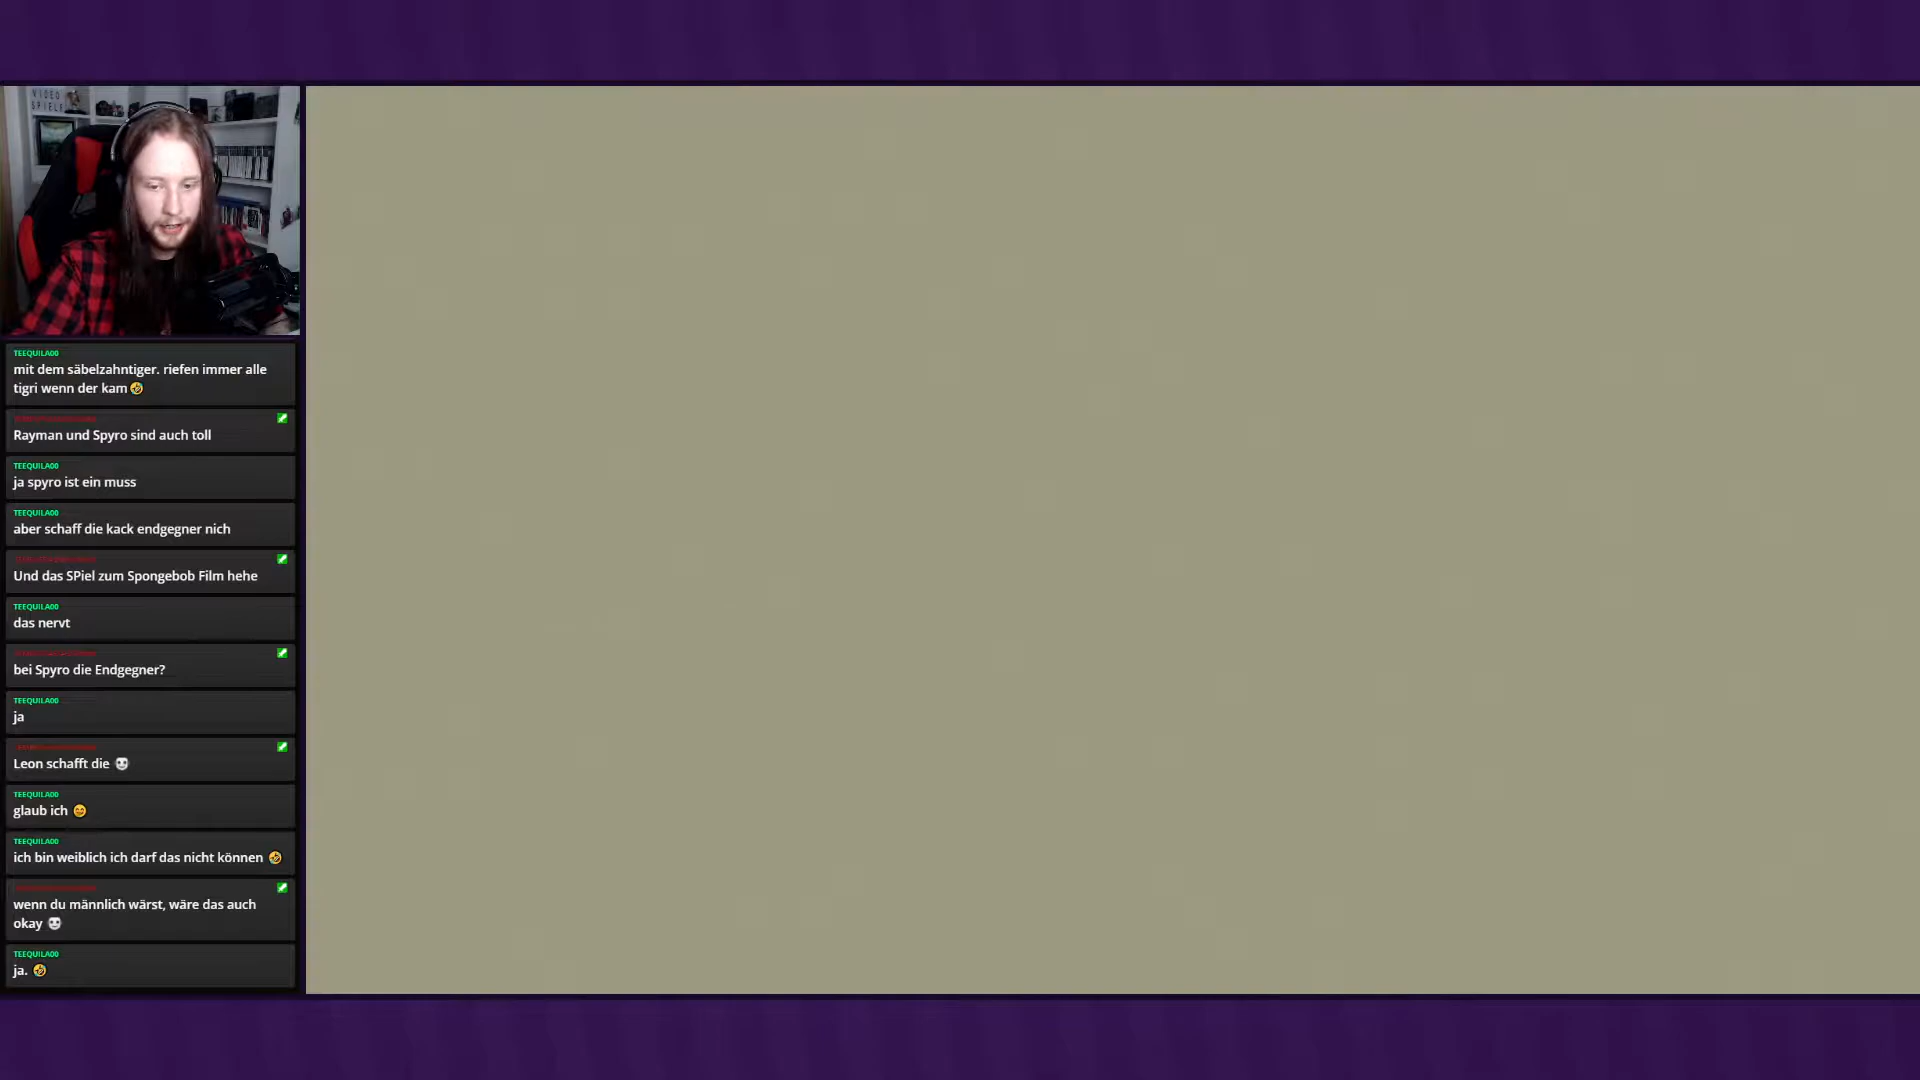 VIDEO
SPIELE
TEEQUILA00
mit dem säbelzahntiger. riefen immer alle
tigri wenn der kam🤣
Rayman und Spyro sind auch toll
TEEQUILA00
ja spyro ist ein muss
TEEQUILA00
aber schaff die kack endgegner nich
Und das SPiel zum Spongebob Film hehe
TEEQUILA00
das nervt
bei Spyro die Endgegner?
TEEQUILA00
ja
Leon schafft die
TEEQUILA00
glaub ich 😁
TEEQUILA00
ich bin weiblich ich darf das nicht können 🤣
wenn du männlich wärst, wäre das auch
okay
TEEQUILA00
ja. 🤣